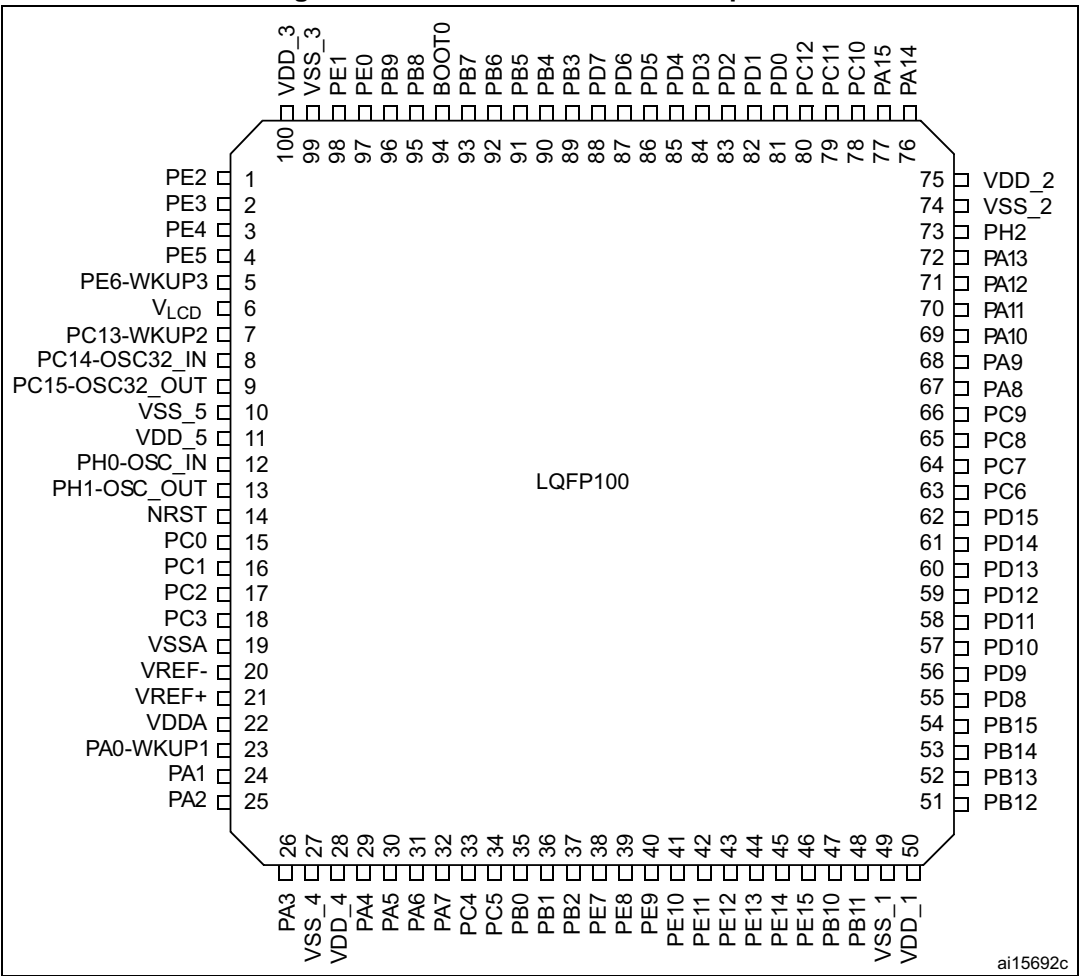 VDD_3
VSS_3
PE1
PE0
PB9
PB8
BOOT0
PB7
PB6
PB5
PB4
PB3
PD7
PD6
PD5
PD4
PD3
PD2
PD1
PD0
PC12
PC11
PC10
PA15
PA14
100 99 98 97 96 95 94 93 92 91 90 89 88 87 86 85 84 83 82 81 80 79 78 77 76
PE2 1
PE3 2
PE4 3
PE5 4
PE6-WKUP3 5
VLCD 6
PC13-WKUP2 7
PC14-OSC32_IN 8
PC15-OSC32_OUT 9
VSS_5 10
VDD_5 11
PH0-OSC_IN 12
PH1-OSC_OUT 13
NRST 14
PC0 15
PC1 16
PC2 17
PC3 18
VSSA 19
VREF- 20
VREF+ 21
VDDA 22
PA0-WKUP1 23
PA1 24
PA2 25
LQFP100
75 VDD_2
74 VSS_2
73 PH2
72 PA13
71 PA12
70 PA11
69 PA10
68 PA9
67 PA8
66 PC9
65 PC8
64 PC7
63 PC6
62 PD15
61 PD14
60 PD13
59 PD12
58 PD11
57 PD10
56 PD9
55 PD8
54 PB15
53 PB14
52 PB13
51 PB12
26 27 28 29 30 31 32 33 34 35 36 37 38 39 40 41 42 43 44 45 46 47 48 49 50
PA3
VSS_4
VDD_4
PA4
PA5
PA6
PA7
PC4
PC5
PB0
PB1
PB2
PE7
PE8
PE9
PE10
PE11
PE12
PE13
PE14
PE15
PB10
PB11
VSS_1
VDD_1
ai15692c